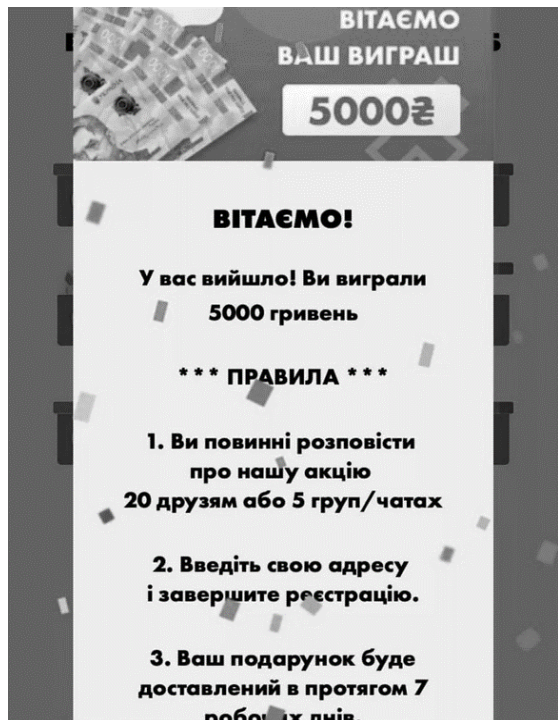 ВІТАЄМО
ВАШ ВИГРАШ
5000₴
ВІТАЄМО!
У вас вийшло! Ви виграли
5000 гривень
*** ПРАВИЛА ***
1. Ви повинні розповісти
про нашу акцію
20 друзям або 5 груп/чатах
2. Введіть свою адресу
і завершите реєстрацію.
3. Ваш подарунок буде
доставлений в протягом 7
робочих днів.